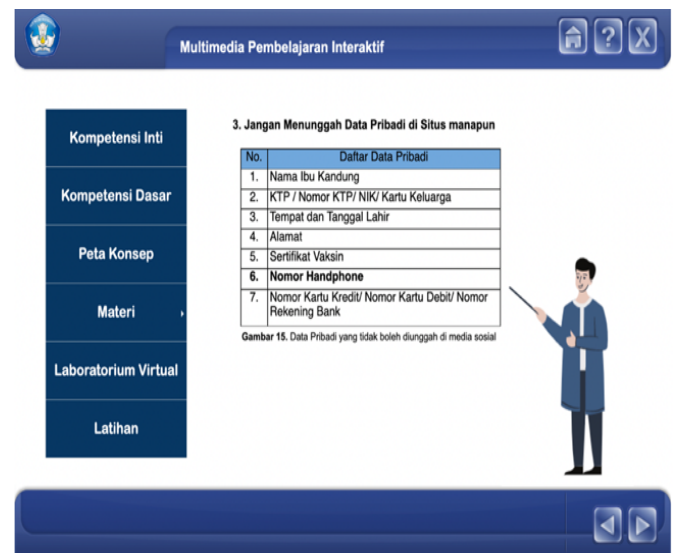 Multimedia Pembelajaran Interaktif
?
X
Kompetensi Inti
Kompetensi Dasar
Peta Konsep
Materi
Laboratorium Virtual
Latihan
3. Jangan Menunggah Data Pribadi di Situs manapun
No. Daftar Data Pribadi
1. Nama Ibu Kandung
2. KTP / Nomor KTP/ NIK/ Kartu Keluarga
3. Tempat dan Tanggal Lahir
4. Alamat
5. Sertifikat Vaksin
6. Nomor Handphone
7. Nomor Kartu Kredit/ Nomor Kartu Debit/ Nomor
Rekening Bank
Gambar 15. Data Pribadi yang tidak boleh diunggah di media sosial